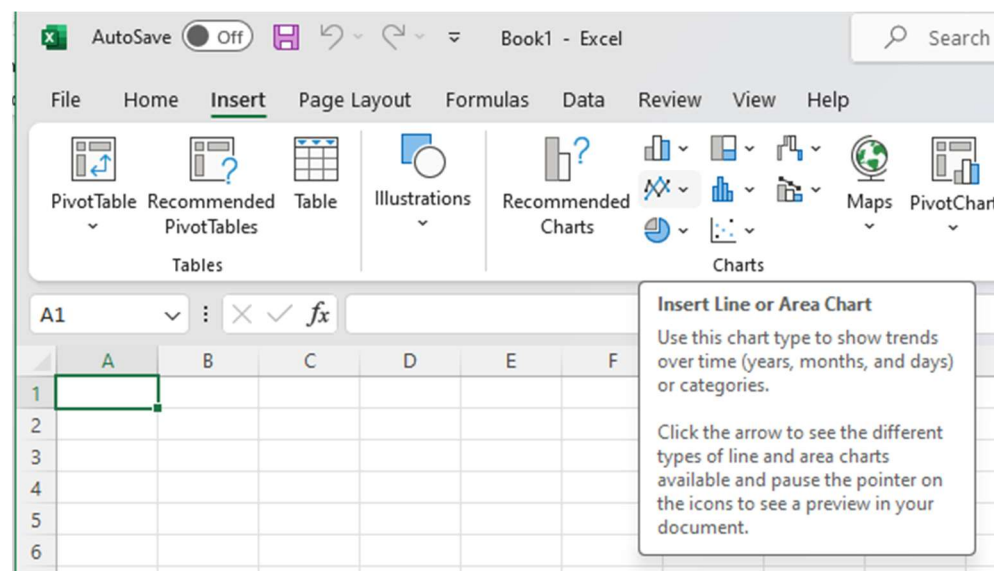 AutoSave Off Book1 - Excel Search
File Home Insert Page Layout Formulas Data Review View Help
PivotTable Recommended PivotTables Table Illustrations Recommended Charts Maps PivotChart
Tables Charts
A1 fx
Insert Line or Area Chart
Use this chart type to show trends
over time (years, months, and days)
or categories.
Click the arrow to see the different
types of line and area charts
available and pause the pointer on
the icons to see a preview in your
document.
A B C D E F
1
2
3
4
5
6